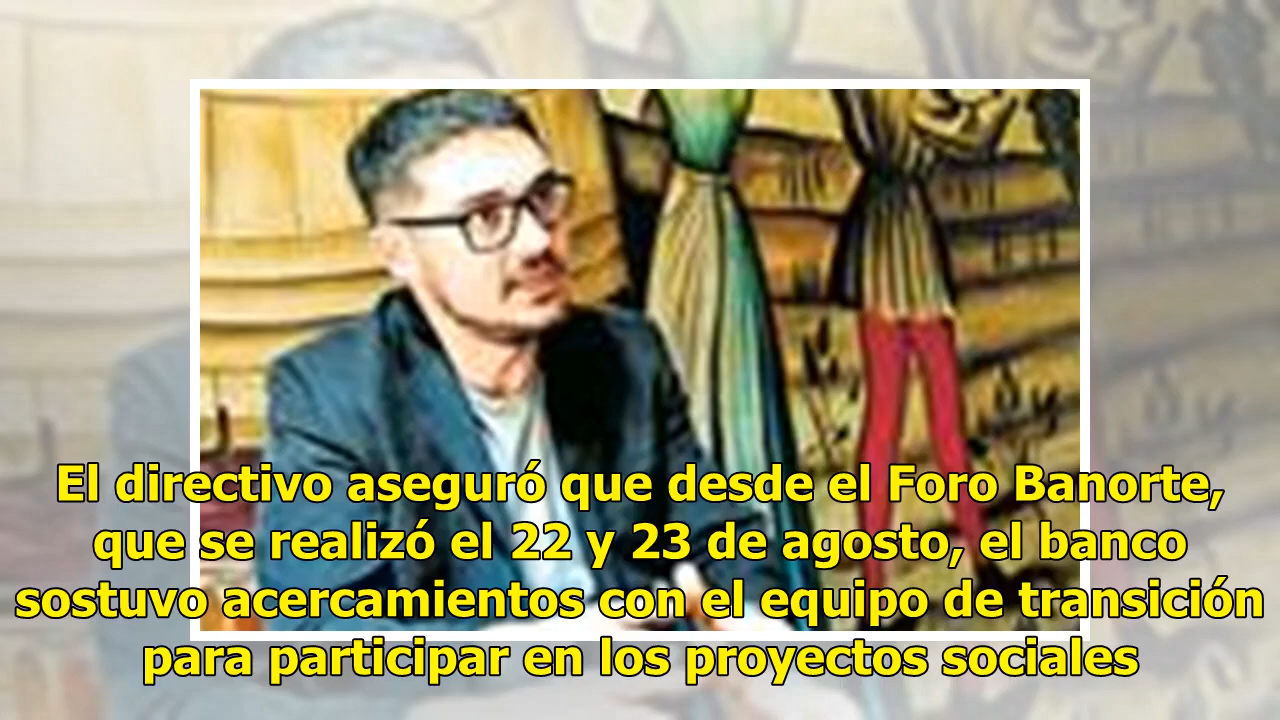 El directivo aseguró que desde el Foro Banorte,
que se realizó el 22 y 23 de agosto, el banco
sostuvo acercamientos con el equipo de transición
para participar en los proyectos sociales